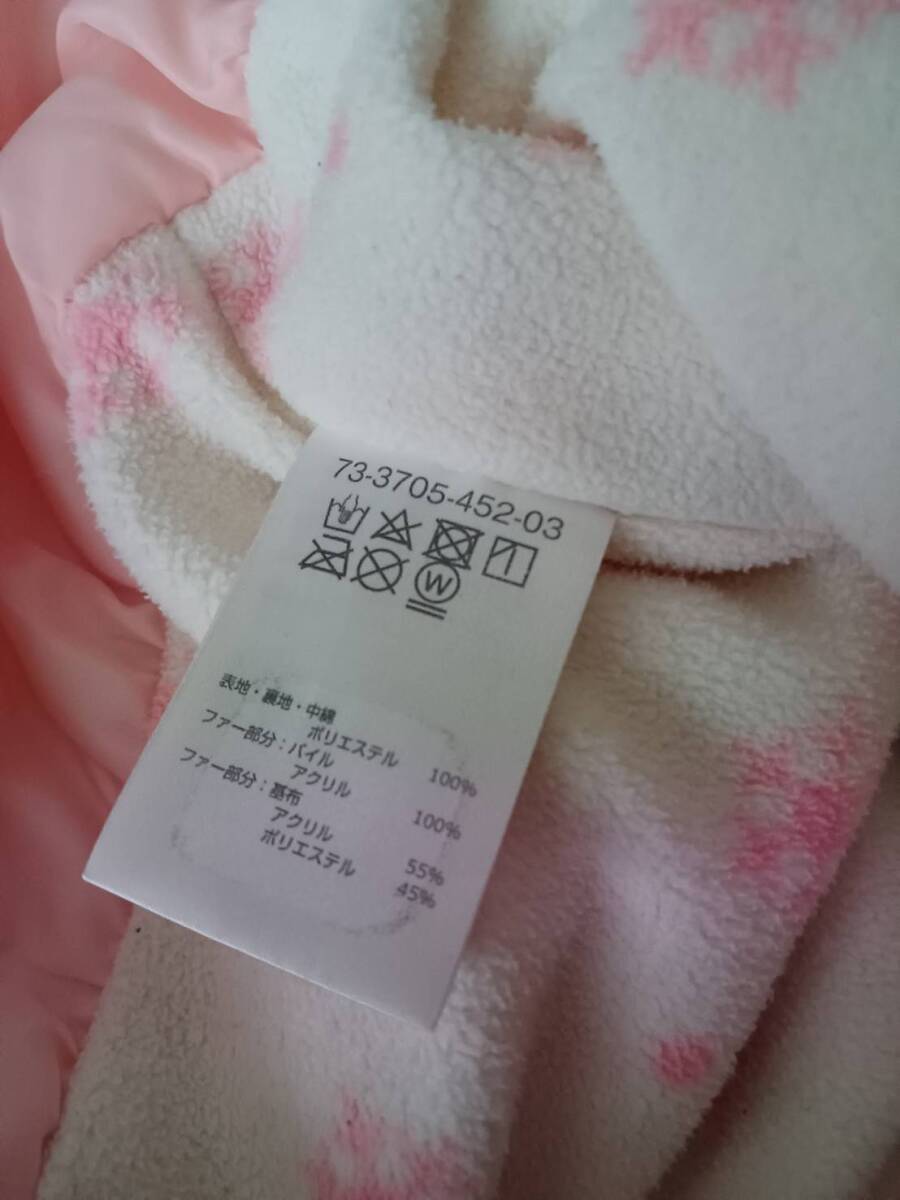 73-3705-452-03
W
表地・裏地・中綿
ポリエステル 100%
ファー部分：パイル
アクリル 100%
ファー部分：基布
アクリル 55%
ポリエステル 45%